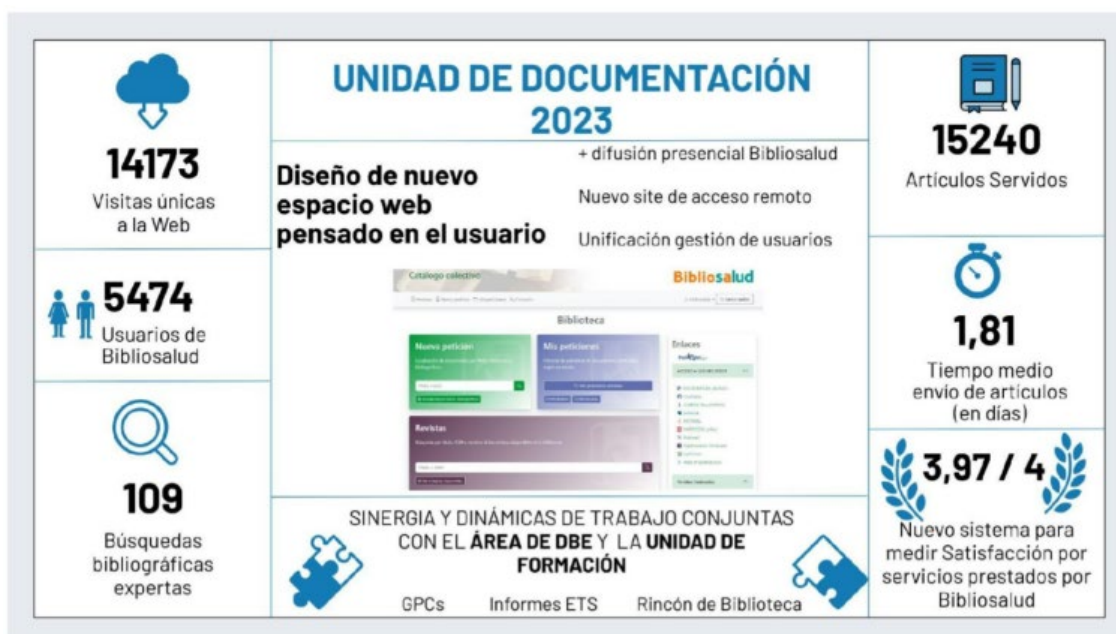 14173
Visitas únicas
a la Web
5474
Usuarios de
Bibliosalud
109
Búsquedas
bibliográficas
expertas
UNIDAD DE DOCUMENTACIÓN
2023
Diseño de nuevo
espacio web
pensado en el usuario
+ difusión presencial Bibliosalud
Nuevo site de acceso remoto
Unificación gestión de usuarios
Catálogo colectivo
Bibliosalud
Biblioteca
Nueva petición
Mis peticiones
Enlaces
Revistas
SINERGIA Y DINÁMICAS DE TRABAJO CONJUNTAS
CON EL ÁREA DE DBE Y LA UNIDAD DE
FORMACIÓN
GPCs Informes ETS Rincón de Biblioteca
15240
Artículos Servidos
1,81
Tiempo medio
envío de artículos
(en días)
3,97 / 4
Nuevo sistema para
medir Satisfacción por
servicios prestados por
Bibliosalud